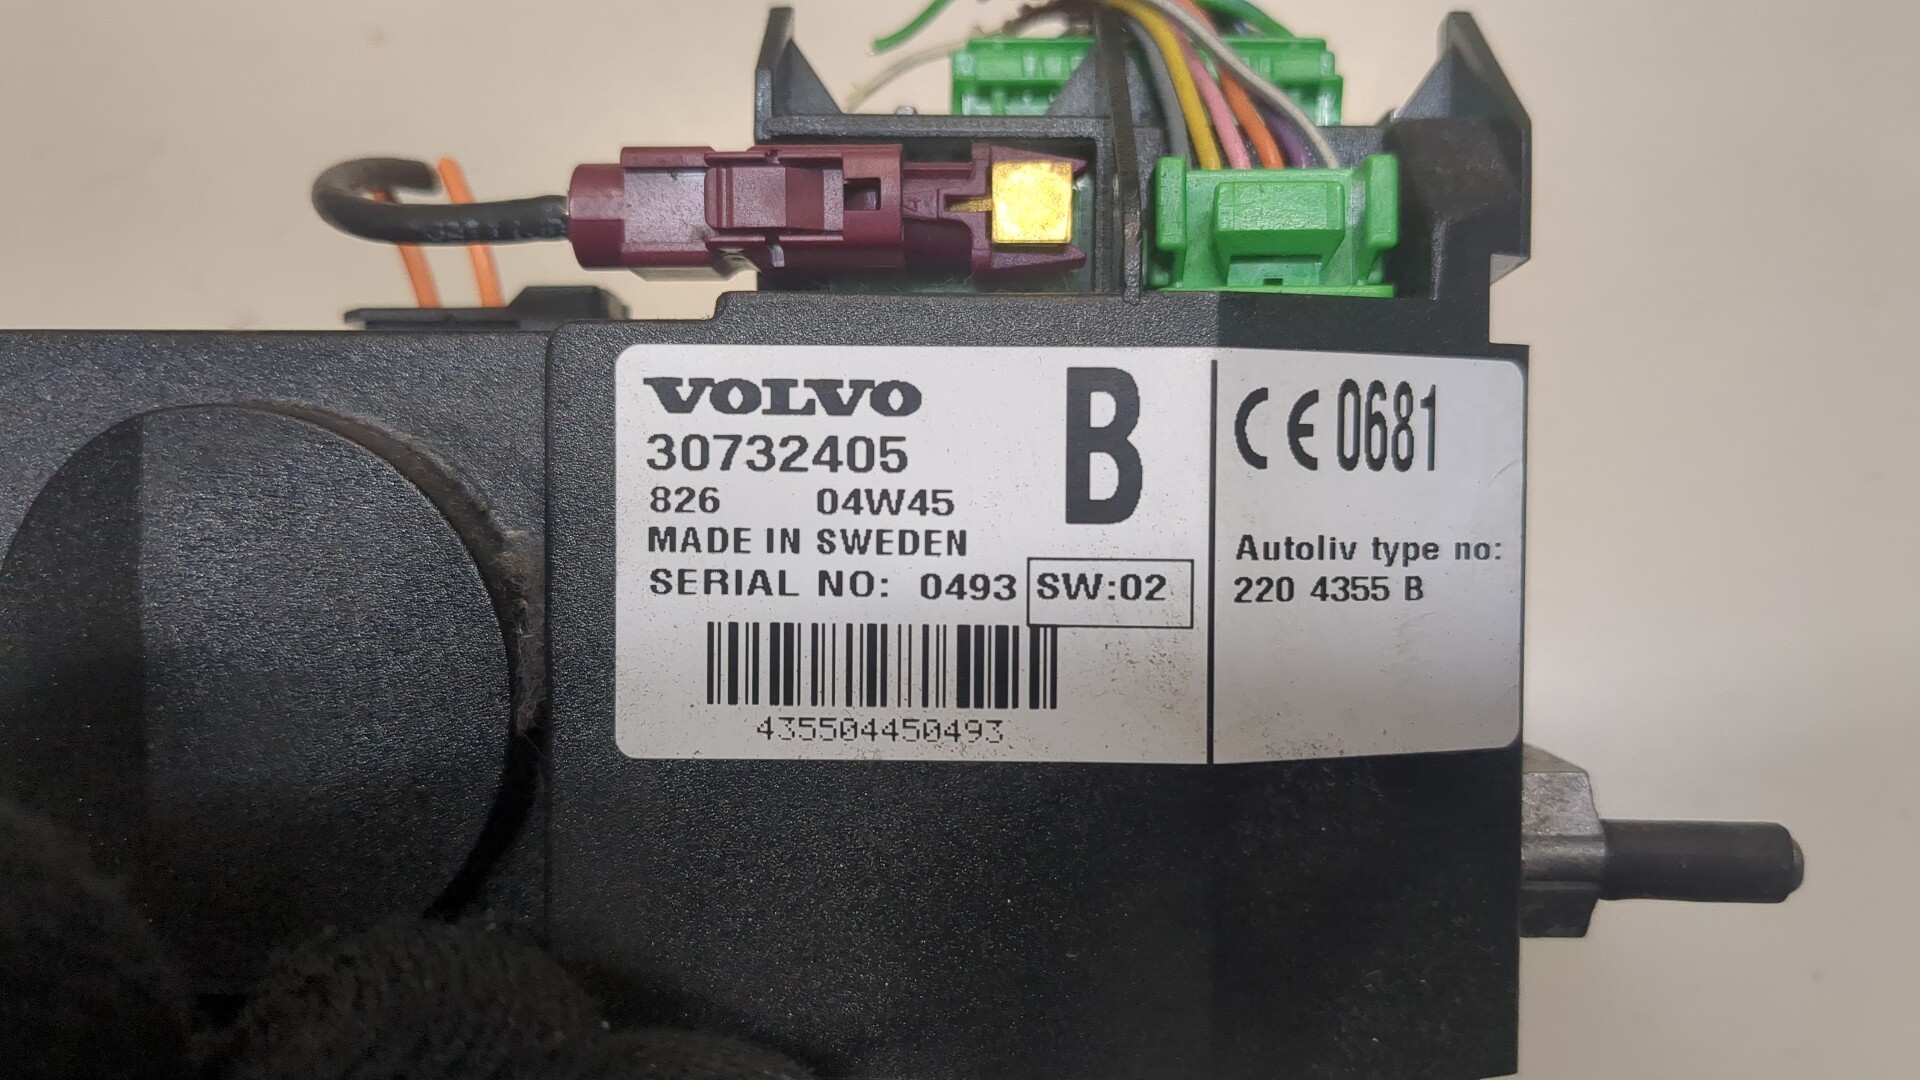 VOLVO
30732405
826 04W45
MADE IN SWEDEN
SERIAL NO: 0493 SW:02
435504450493
B
CE 0681
Autoliv type no:
220 4355 B